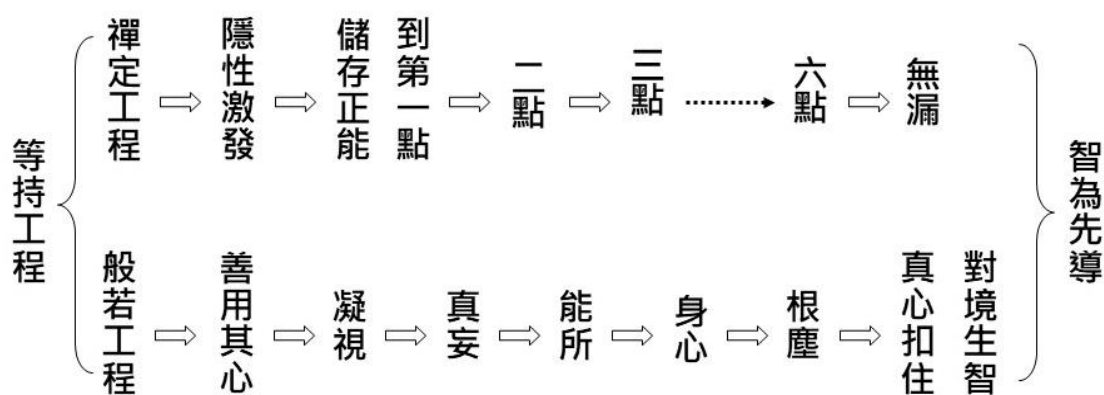 等持工程
禪定工程
隱性激發
儲存正能
到第一點
二點
三點
六點
無漏
般若工程
善用其心
凝視
真妄
能所
身心
根塵
真心扣住
對境生智
智為先導